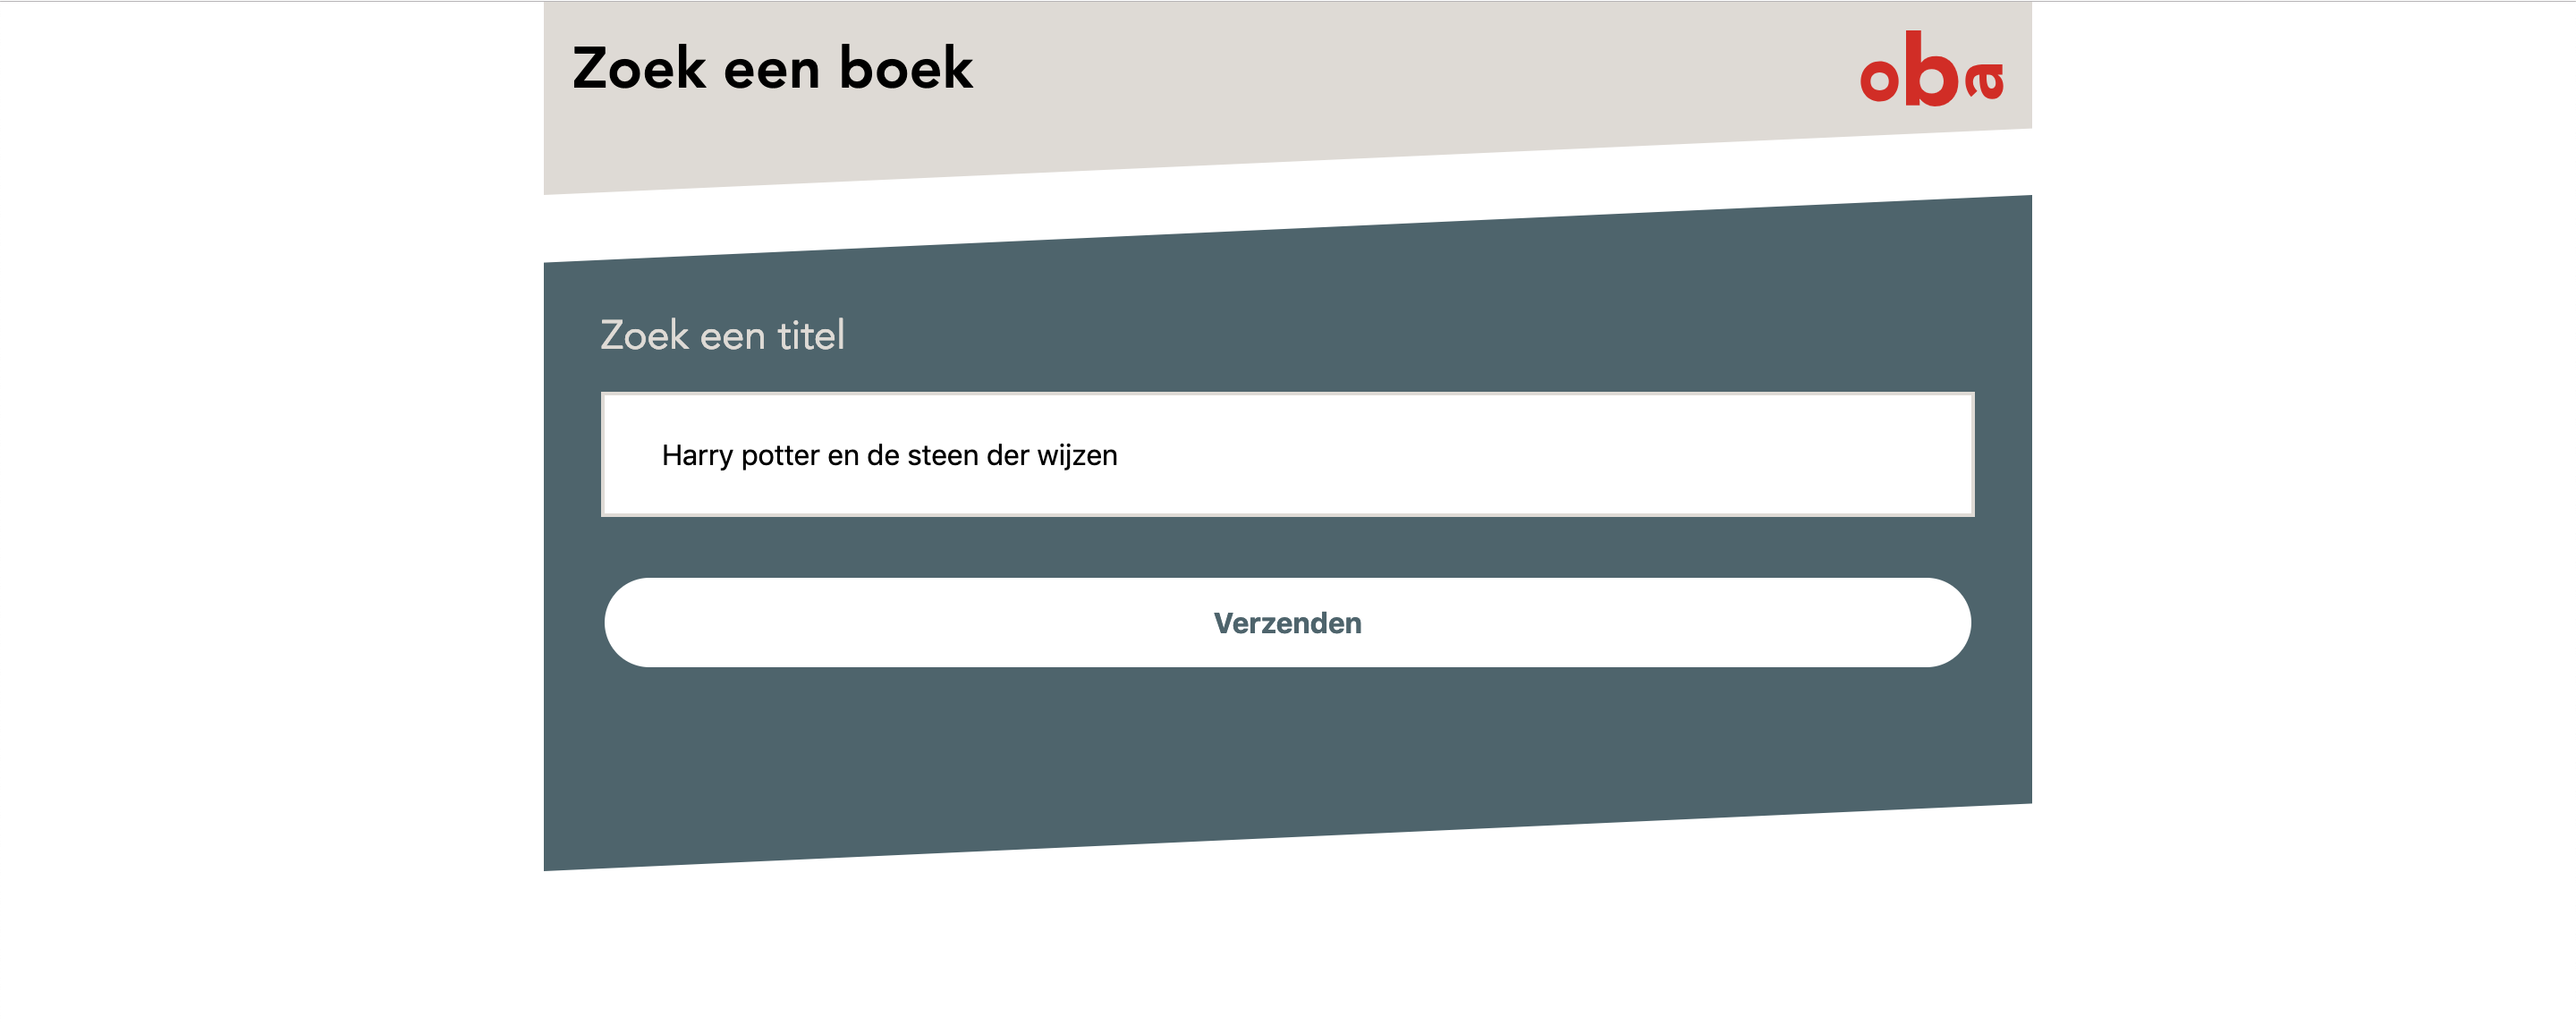 Zoek een boek
oba
Zoek een titel
Harry potter en de steen der wijzen
Verzenden